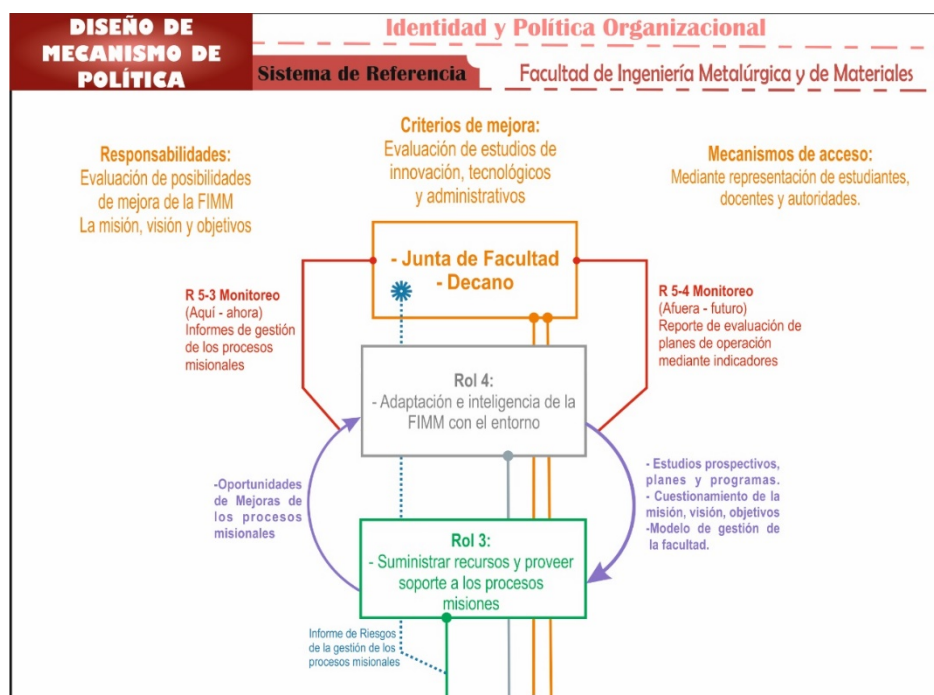 DISEÑO DE
MECANISMO DE
POLÍTICA
Identidad y Política Organizacional
Sistema de Referencia
Facultad de Ingeniería Metalúrgica y de Materiales
Responsabilidades:
Evaluación de posibilidades
de mejora de la FIMM
La misión, visión y objetivos
Criterios de mejora:
Evaluación de estudios de
innovación, tecnológicos
y administrativos
Mecanismos de acceso:
Mediante representación de estudiantes,
docentes y autoridades.
- Junta de Facultad
- Decano
R 5-3 Monitoreo
(Aquí - ahora)
Informes de gestión
de los procesos
misionales
R 5-4 Monitoreo
(Afuera - futuro)
Reporte de evaluación de
planes de operación
mediante indicadores
Rol 4:
- Adaptación e inteligencia de la
FIMM con el entorno
-Oportunidades
de Mejoras de
los procesos
misionales
- Estudios prospectivos,
planes y programas.
- Cuestionamiento de la
misión, visión, objetivos
-Modelo de gestión de
la facultad.
Rol 3:
- Suministrar recursos y proveer
soporte a los procesos
misiones
Informe de Riesgos
de la gestión de los
procesos misionales